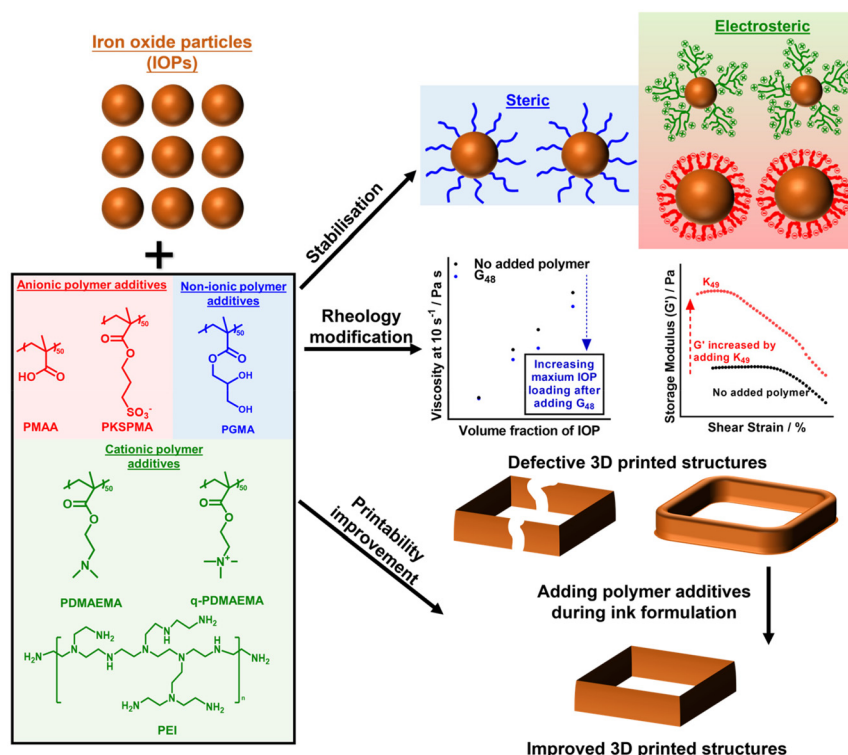 Iron oxide particles
(IOPs)
+
Stabilisation
Steric
Electrosteric
Anionic polymer additives
Non-ionic polymer
additives
50
HO
O
PMAA
50
O
O
SO3-
PKSPMA
50
O
O
OH
OH
PGMA
Cationic polymer
additives
50
O
O
N
PDMAEMA
50
O
O
N+
q-PDMAEMA
NH2
H
N
NH2
H2N
N
N
H
N
N
N
N
H
NH2
N
H2N
N
NH2
n
PEI
Rheology
modification
No added polymer
G48
Increasing
maxium IOP
loading after
adding G48
Viscosity at 10 s-1 / Pa s
Volume fraction of IOP
K49
G' increased by
adding K49
No added polymer
Storage Modulus (G') / Pa
Shear Strain / %
Printability
improvement
Defective 3D printed structures
Adding polymer additives
during ink formulation
Improved 3D printed structures